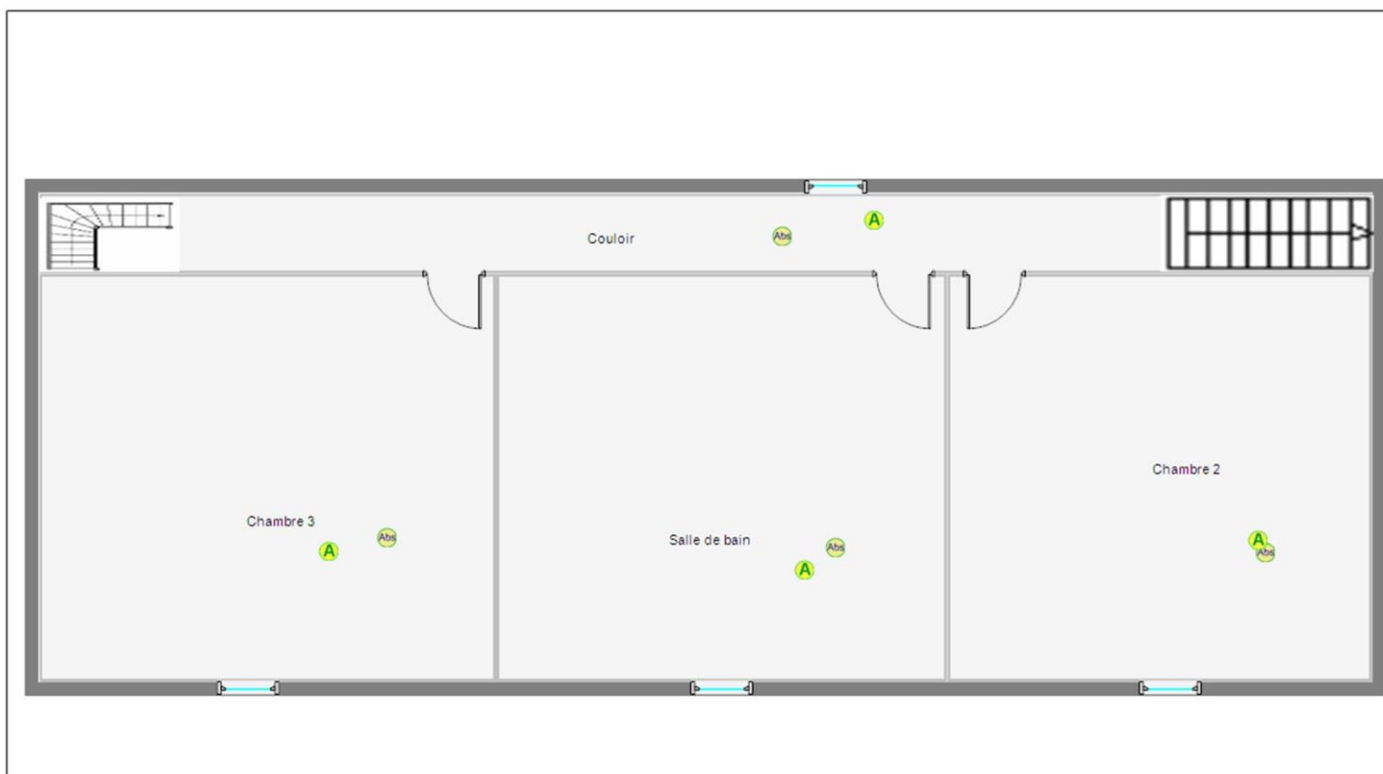 A
Couloir
Abs
Chambre 2
Chambre 3
A
Abs
Salle de bain
A
Abs
A
Abs